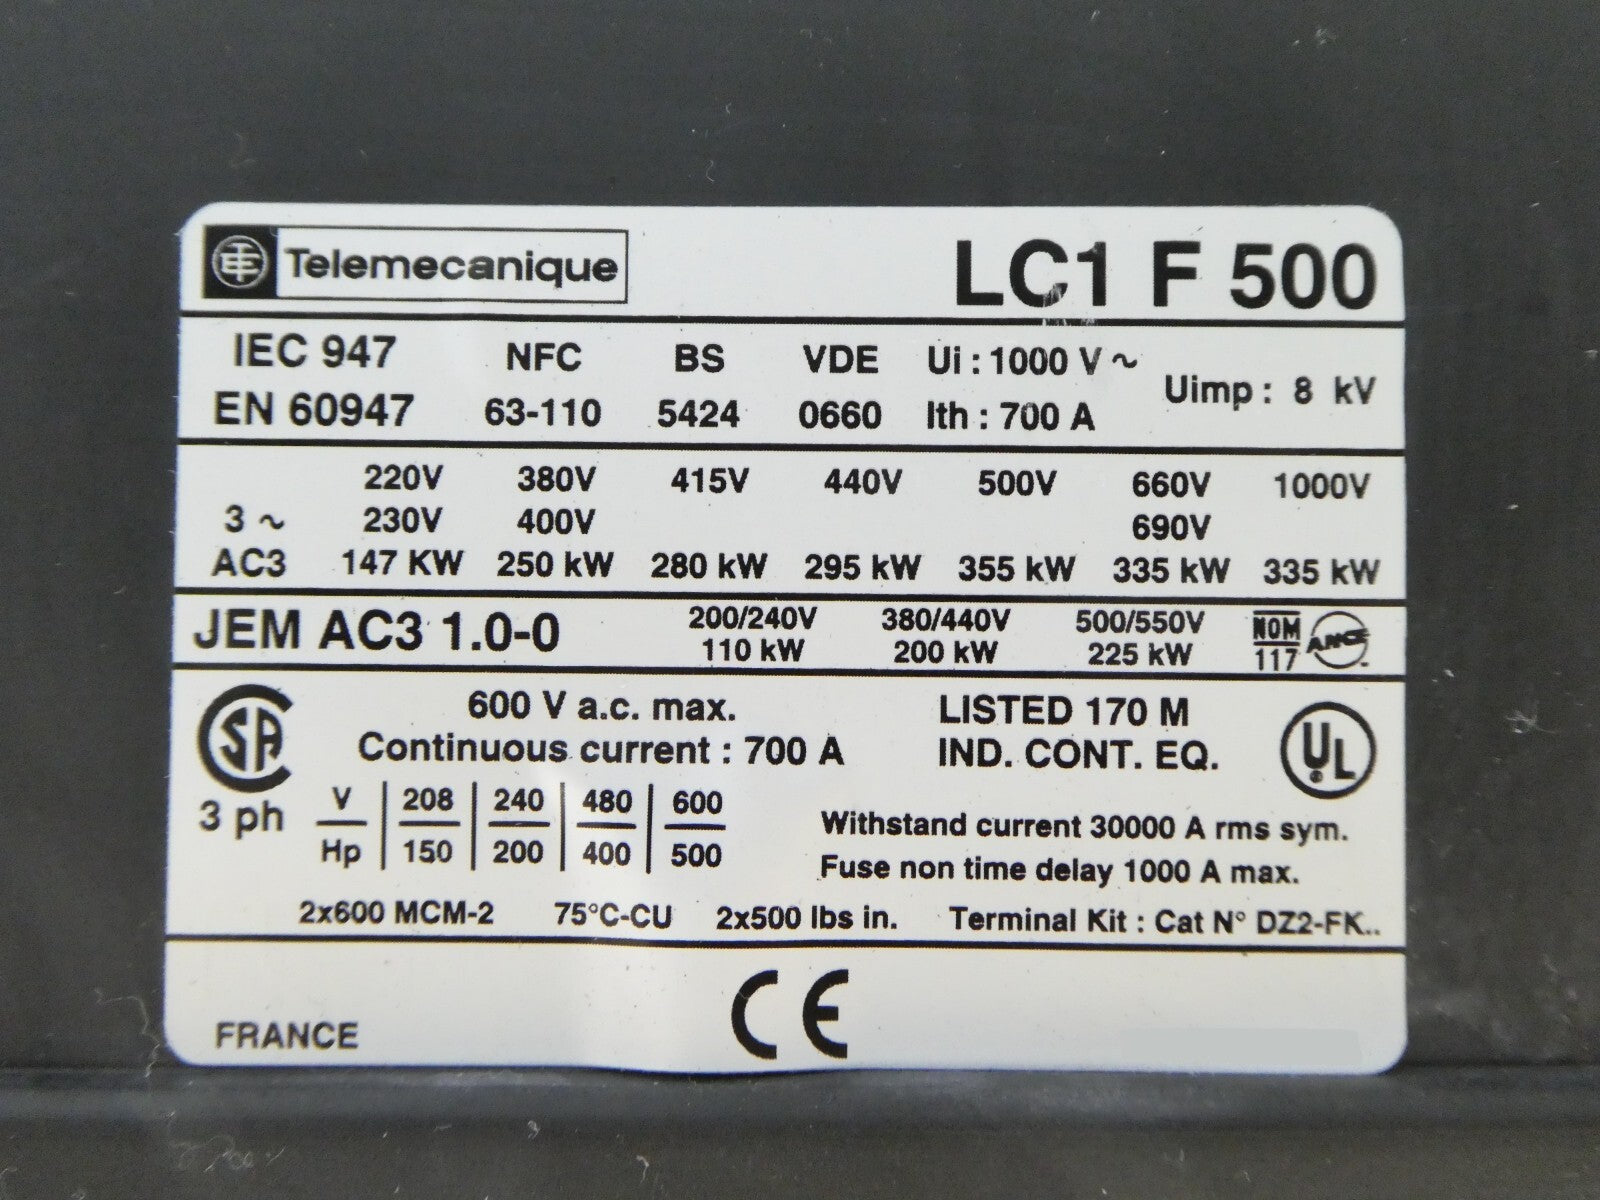 Telemecanique LC1 F 500
IEC 947 NFC BS VDE Ui : 1000 V ~ Uimp : 8 kV
EN 60947 63-110 5424 0660 Ith : 700 A
220V 380V 415V 440V 500V 660V 1000V
3 ~ 230V 400V 690V
AC3 147 KW 250 kW 280 kW 295 kW 355 kW 335 kW 335 kW
JEM AC3 1.0-0 200/240V 380/440V 500/550V NOM ANCE
110 kW 200 kW 225 kW 117
SA 600 V a.c. max. LISTED 170 M UL
Continuous current : 700 A IND. CONT. EQ.
3 ph V 208 240 480 600
Hp 150 200 400 500
Withstand current 30000 A rms sym.
Fuse non time delay 1000 A max.
2x600 MCM-2 75°C-CU 2x500 lbs in. Terminal Kit : Cat N° DZ2-FK..
CE
FRANCE